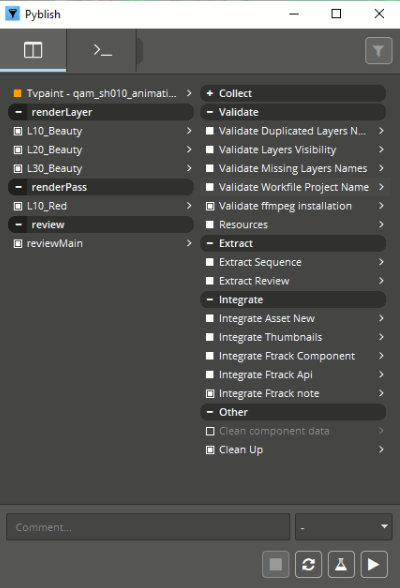 Pyblish
Tvpaint - qam_sh010_animati...
renderLayer
L10_Beauty
L20_Beauty
L30_Beauty
renderPass
L10_Red
review
reviewMain
Collect
Validate
Validate Duplicated Layers N...
Validate Layers Visibility
Validate Missing Layers Names
Validate Workfile Project Name
Validate ffmpeg installation
Resources
Extract
Extract Sequence
Extract Review
Integrate
Integrate Asset New
Integrate Thumbnails
Integrate Ftrack Component
Integrate Ftrack Api
Integrate Ftrack note
Other
Clean component data
Clean Up
Comment...
-